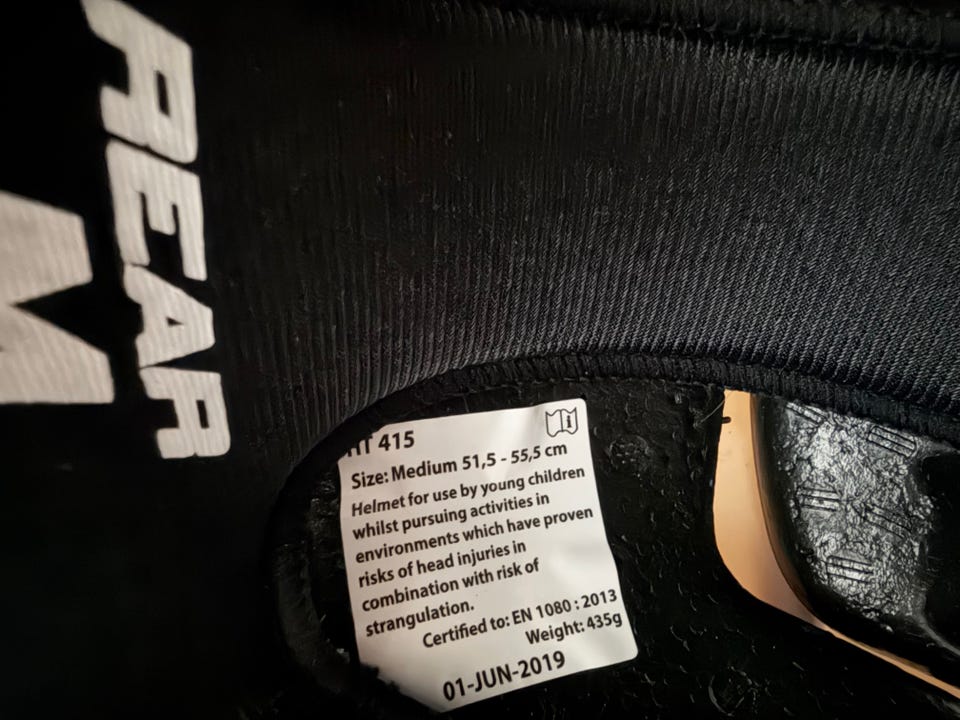 REAR
M
HT 415
Size: Medium 51,5 - 55,5 cm
Helmet for use by young children
whilst pursuing activities in
environments which have proven
risks of head injuries in
combination with risk of
strangulation.
Certified to: EN 1080 : 2013
Weight: 435g
01-JUN-2019